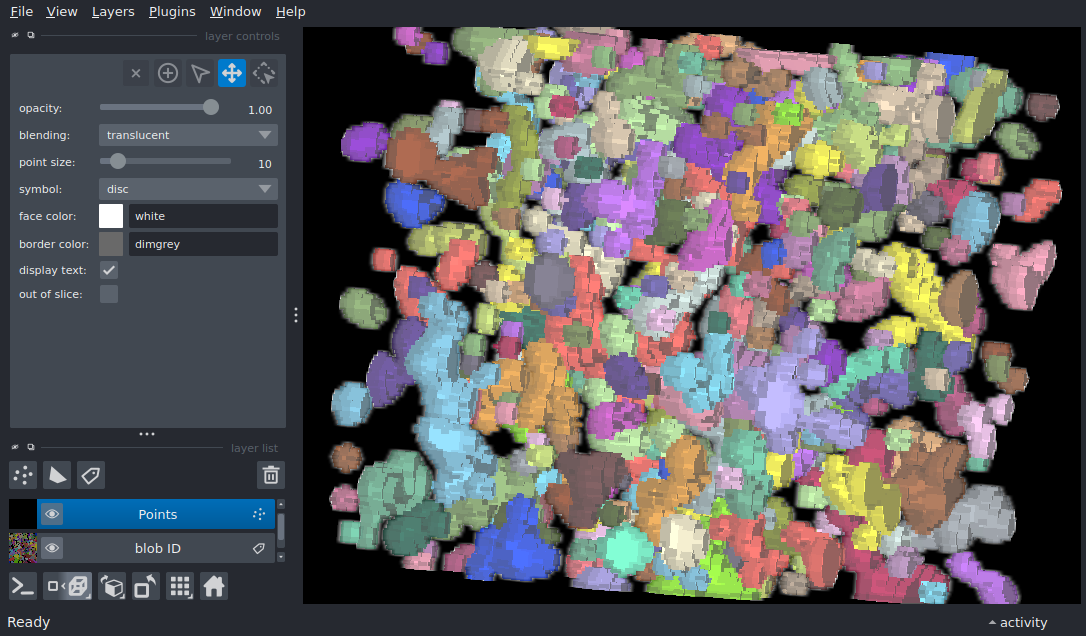 File View Layers Plugins Window Help
layer controls
opacity: 1.00
blending: translucent
point size: 10
symbol: disc
face color: white
border color: dimgrey
display text:
out of slice:
layer list
Points
blob ID
Ready activity